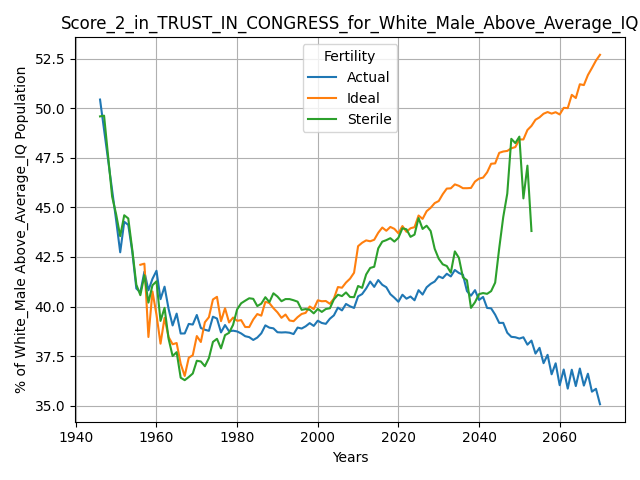 Score_2_in_TRUST_IN_CONGRESS_for_White_Male_Above_Average_IQ
% of White_Male Above_Average_IQ Population
52.5
50.0
47.5
45.0
42.5
40.0
37.5
35.0
Fertility
Actual
Ideal
Sterile
1940
1960
1980
2000
2020
2040
2060
Years